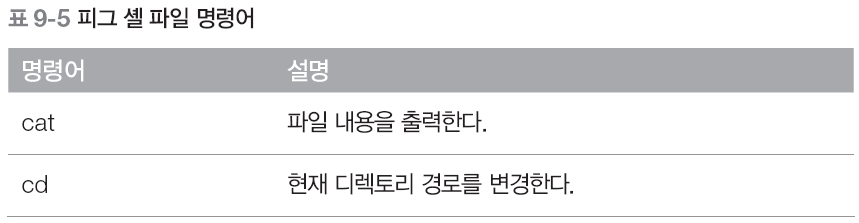 표 9-5 피그 셸 파일 명령어
명령어 설명
cat 파일 내용을 출력한다.
cd 현재 디렉토리 경로를 변경한다.